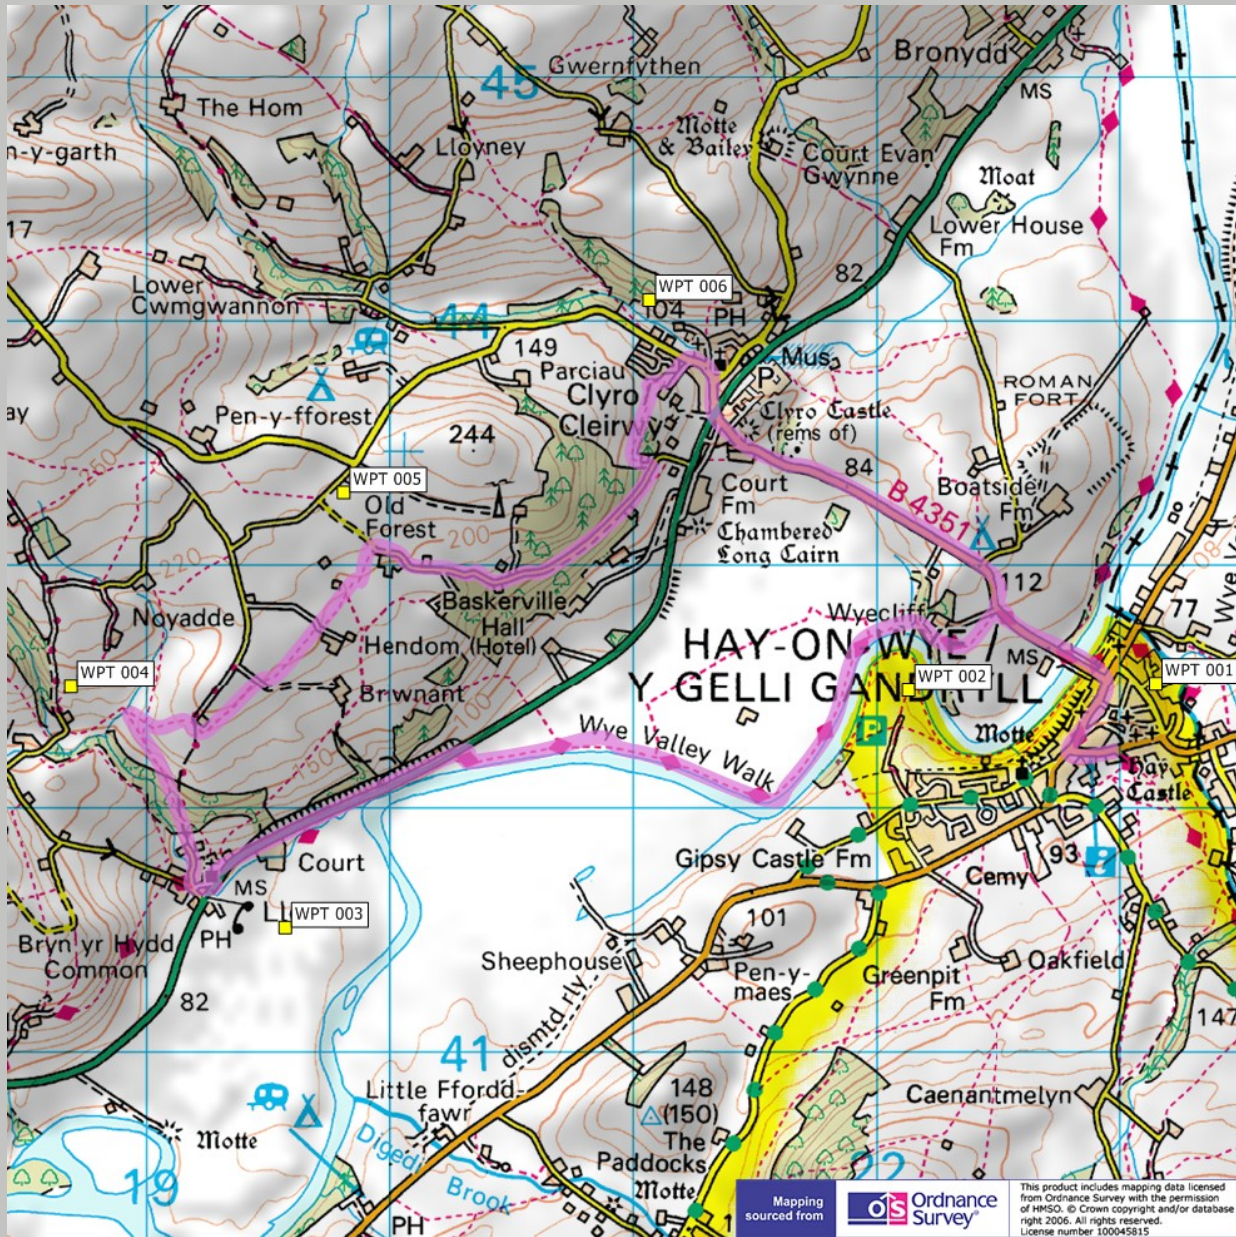 Bronydd
45
Gwernfythen
MS
The Hom
Motte
& Bailey
Lloyney
n-y-garth
Court Evan
Gwynne
Moat
17
Lower House
Fm
82
Lower
Cwmgwannon
WPT 006
104
PH
44
149
Parciau
Mus
P
ROMAN
FORT
Clyro
Cleirwy
ay
Pen-y-fforest
244
Clyro Castle
(rems of)
250
84
WPT 005
Boatside
Fm
B 4351
Court
Fm
Old
Forest
200
Chambered
Long Cairn
220
112
Baskerville
Hall
(Hotel)
Wyecliff
77
Noyadde
Hendom
HAY-ON-WYE /
Y GELLI GANDRYLL
MS
WPT 004
WPT 002
WPT 001
Briwnant
100
150
P
Motte
Wye Valley Walk
Hay
Castle
Court
Gipsy Castle Fm
93
Cemy
MS
WPT 003
101
PH
Bryn yr Hydd
Common
Sheephouse
Pen-y-
maes
Greenpit
Fm
Oakfield
82
147
dismtd rly
41
Little Ffordd-
fawr
148
(150)
The
Paddocks
Caenantmelyn
Motte
Digedi
Brook
19
22
Motte
PH
Mapping
sourced from
OS
Ordnance
Survey®
This product includes mapping data licensed
from Ordnance Survey with the permission
of HMSO. © Crown copyright and/or database
right 2006. All rights reserved.
License number 100045815